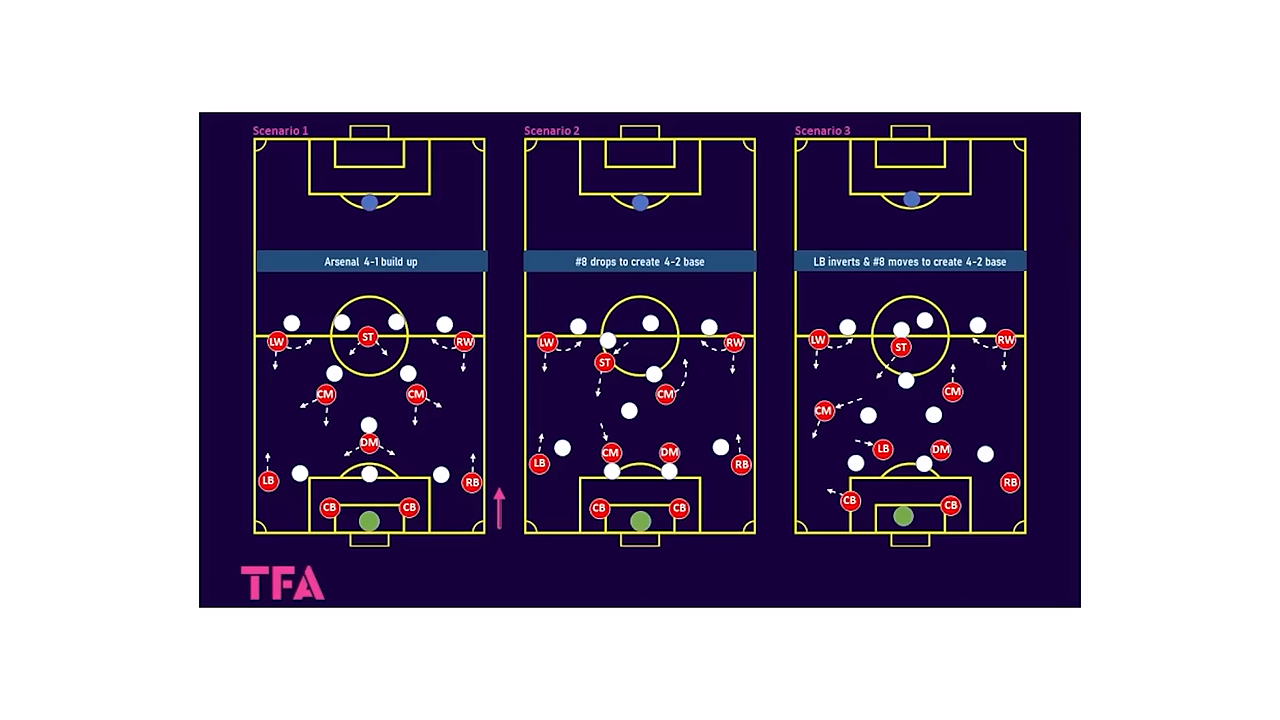 Scenario 1 Scenario 2 Scenario 3
Arsenal 4-1 build up
#8 drops to create 4-2 base
LB inverts & #8 moves to create 4-2 base
LW ST RW
CM CM
DM
LB RB
CB CB
LW ST RW
CM
LB CM DM RB
CB CB
LW ST RW
CM CM
LB DM
CB CB RB
TFA